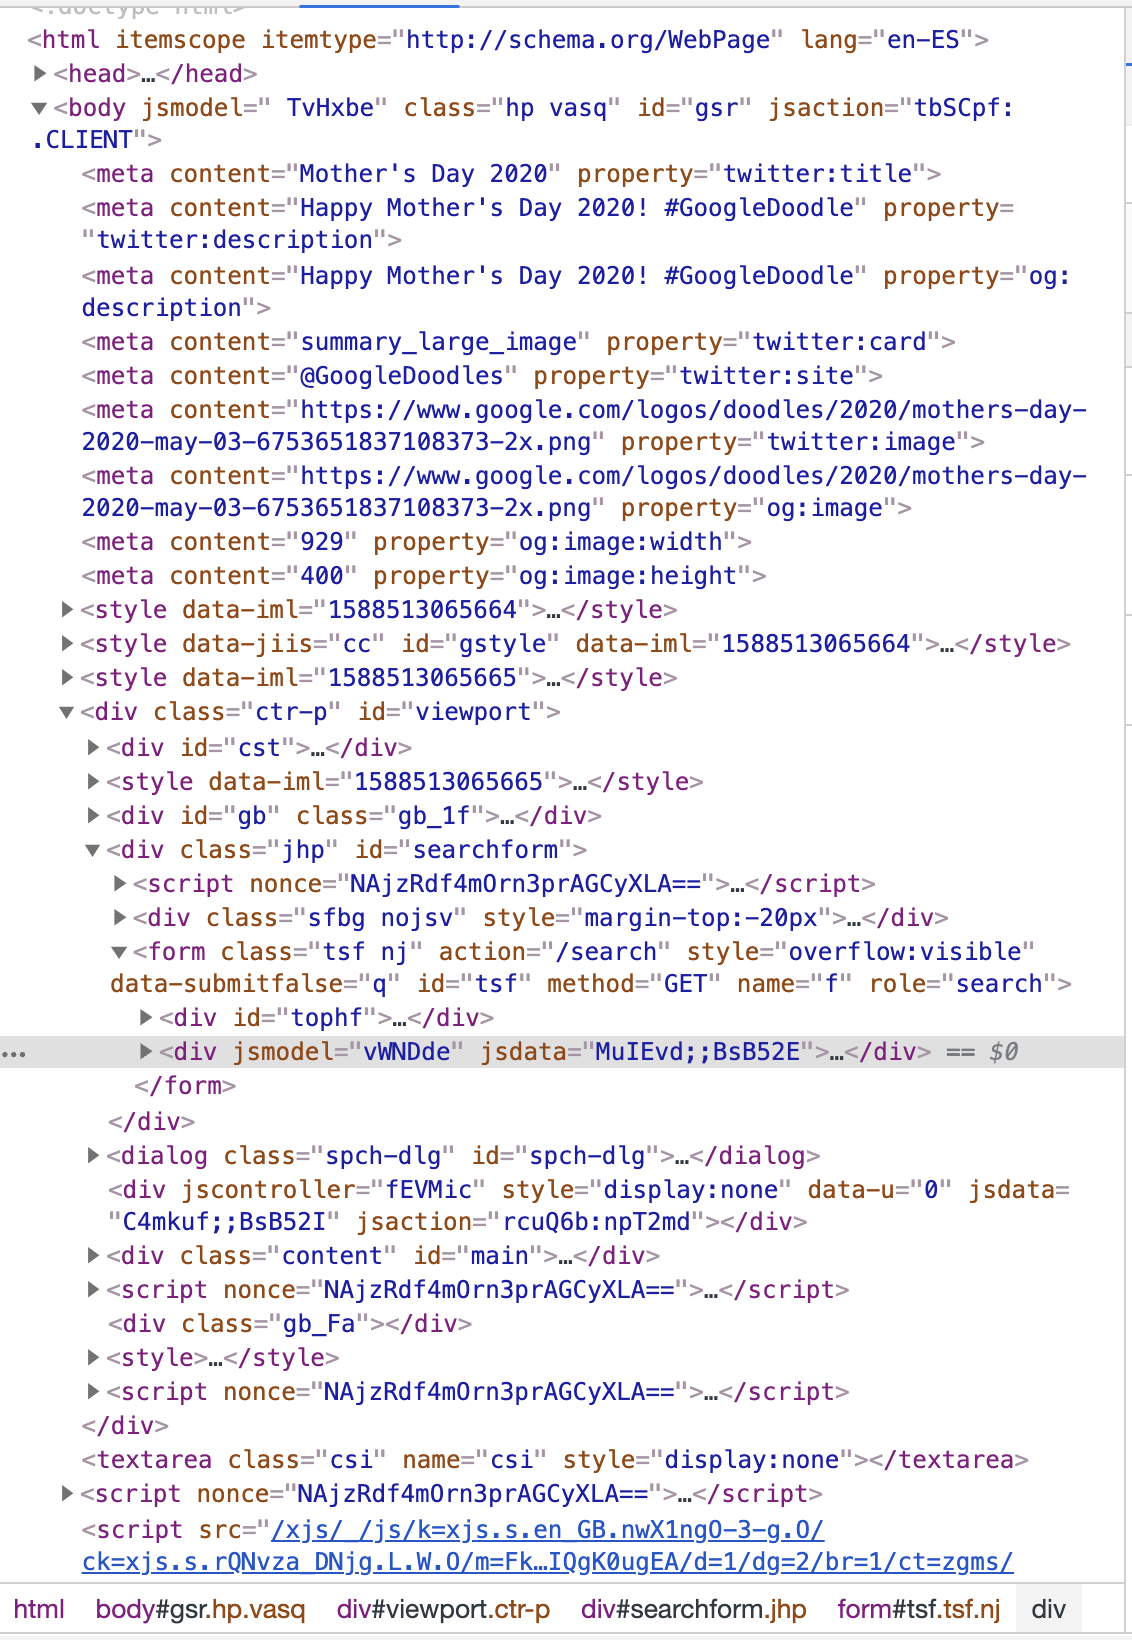 <!doctype html>
<html itemscope itemtype="http://schema.org/WebPage" lang="en-ES">
<head>…</head>
<body jsmodel=" TvHxbe" class="hp vasq" id="gsr" jsaction="tbSCpf:
.CLIENT">
<meta content="Mother's Day 2020" property="twitter:title">
<meta content="Happy Mother's Day 2020! #GoogleDoodle" property=
"twitter:description">
<meta content="Happy Mother's Day 2020! #GoogleDoodle" property="og:
description">
<meta content="summary_large_image" property="twitter:card">
<meta content="@GoogleDoodles" property="twitter:site">
<meta content="https://www.google.com/logos/doodles/2020/mothers-day-
2020-may-03-6753651837108373-2x.png" property="twitter:image">
<meta content="https://www.google.com/logos/doodles/2020/mothers-day-
2020-may-03-6753651837108373-2x.png" property="og:image">
<meta content="929" property="og:image:width">
<meta content="400" property="og:image:height">
<style data-iml="1588513065664">…</style>
<style data-jiis="cc" id="gstyle" data-iml="1588513065664">…</style>
<style data-iml="1588513065665">…</style>
<div class="ctr-p" id="viewport">
<div id="cst">…</div>
<style data-iml="1588513065665">…</style>
<div id="gb" class="gb_1f">…</div>
<div class="jhp" id="searchform">
<script nonce="NAjzRdf4mOrn3prAGCyXLA==">…</script>
<div class="sfbg nojsv" style="margin-top:-20px">…</div>
<form class="tsf nj" action="/search" style="overflow:visible"
data-submitfalse="q" id="tsf" method="GET" name="f" role="search">
<div id="tophf">…</div>
<div jsmodel="vWNDde" jsdata="MuIEvd;;BsB52E">…</div> == $0
</form>
</div>
<dialog class="spch-dlg" id="spch-dlg">…</dialog>
<div jscontroller="fEVMic" style="display:none" data-u="0" jsdata=
"C4mkuf;;BsB52I" jsaction="rcuQ6b:npT2md"></div>
<div class="content" id="main">…</div>
<script nonce="NAjzRdf4mOrn3prAGCyXLA==">…</script>
<div class="gb_Fa"></div>
<style>…</style>
<script nonce="NAjzRdf4mOrn3prAGCyXLA==">…</script>
</div>
<textarea class="csi" name="csi" style="display:none"></textarea>
<script nonce="NAjzRdf4mOrn3prAGCyXLA==">…</script>
<script src="/xjs/_/js/k=xjs.s.en_GB.nwX1ngO-3-g.O/
ck=xjs.s.rQNvza_DNjg.L.W.O/m=Fk…IQgK0ugEA/d=1/dg=2/br=1/ct=zgms/
html body#gsr.hp.vasq div#viewport.ctr-p div#searchform.jhp form#tsf.tsf.nj div